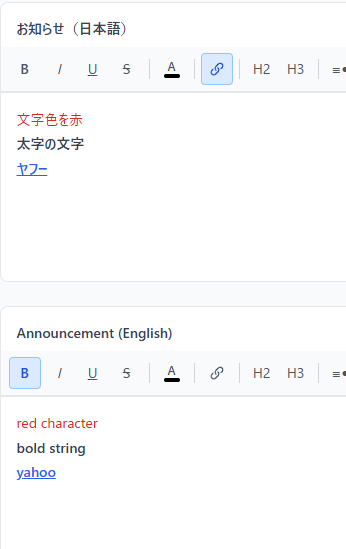 お知らせ（日本語）
B I U S A H2 H3
文字色を赤
太字の文字
ヤフー
Announcement (English)
B I U S A H2 H3
red character
bold string
yahoo